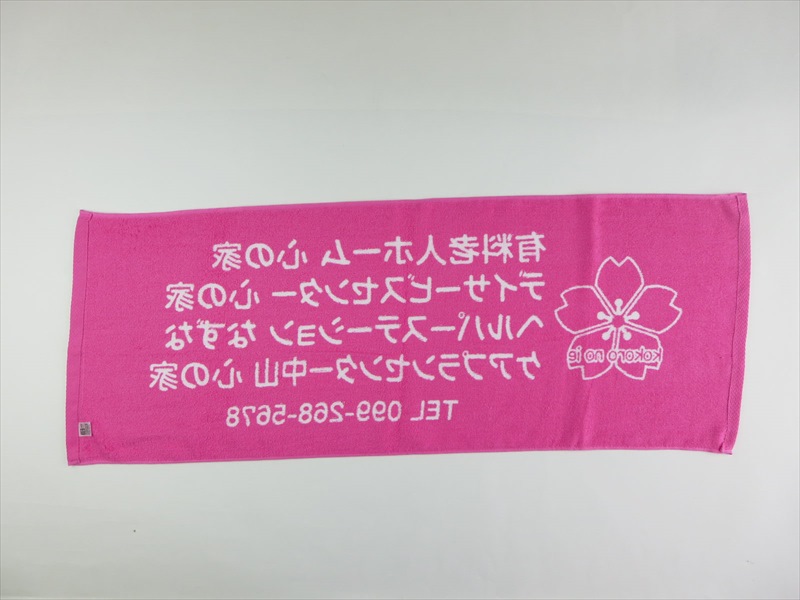 有料老人ホーム 心の家
デイサービスセンター 心の家
ヘルパーステーション なずな
ケアプランセンター中山 心の家
TEL 099-268-5678
kokoro no ie